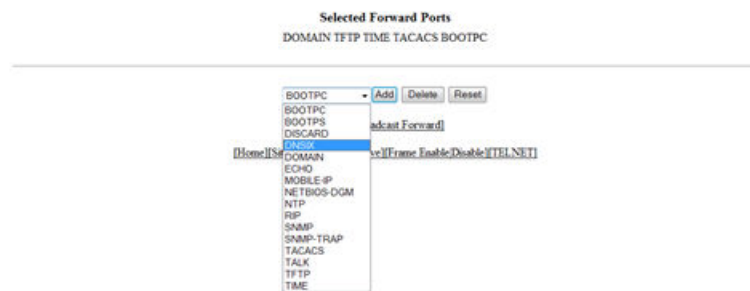 Selected Forward Ports
DOMAIN TFTP TIME TACACS BOOTPC
BOOTPC Add Delete Reset
BOOTPC
BOOTPS
adcast Forward]
DISCARD
DNSIX
[Home][Sa ve][Frame Enable|Disable][TELNET]
DOMAIN
ECHO
MOBILE-IP
NETBIOS-DGM
NTP
RIP
SNMP
SNMP-TRAP
TACACS
TALK
TFTP
TIME